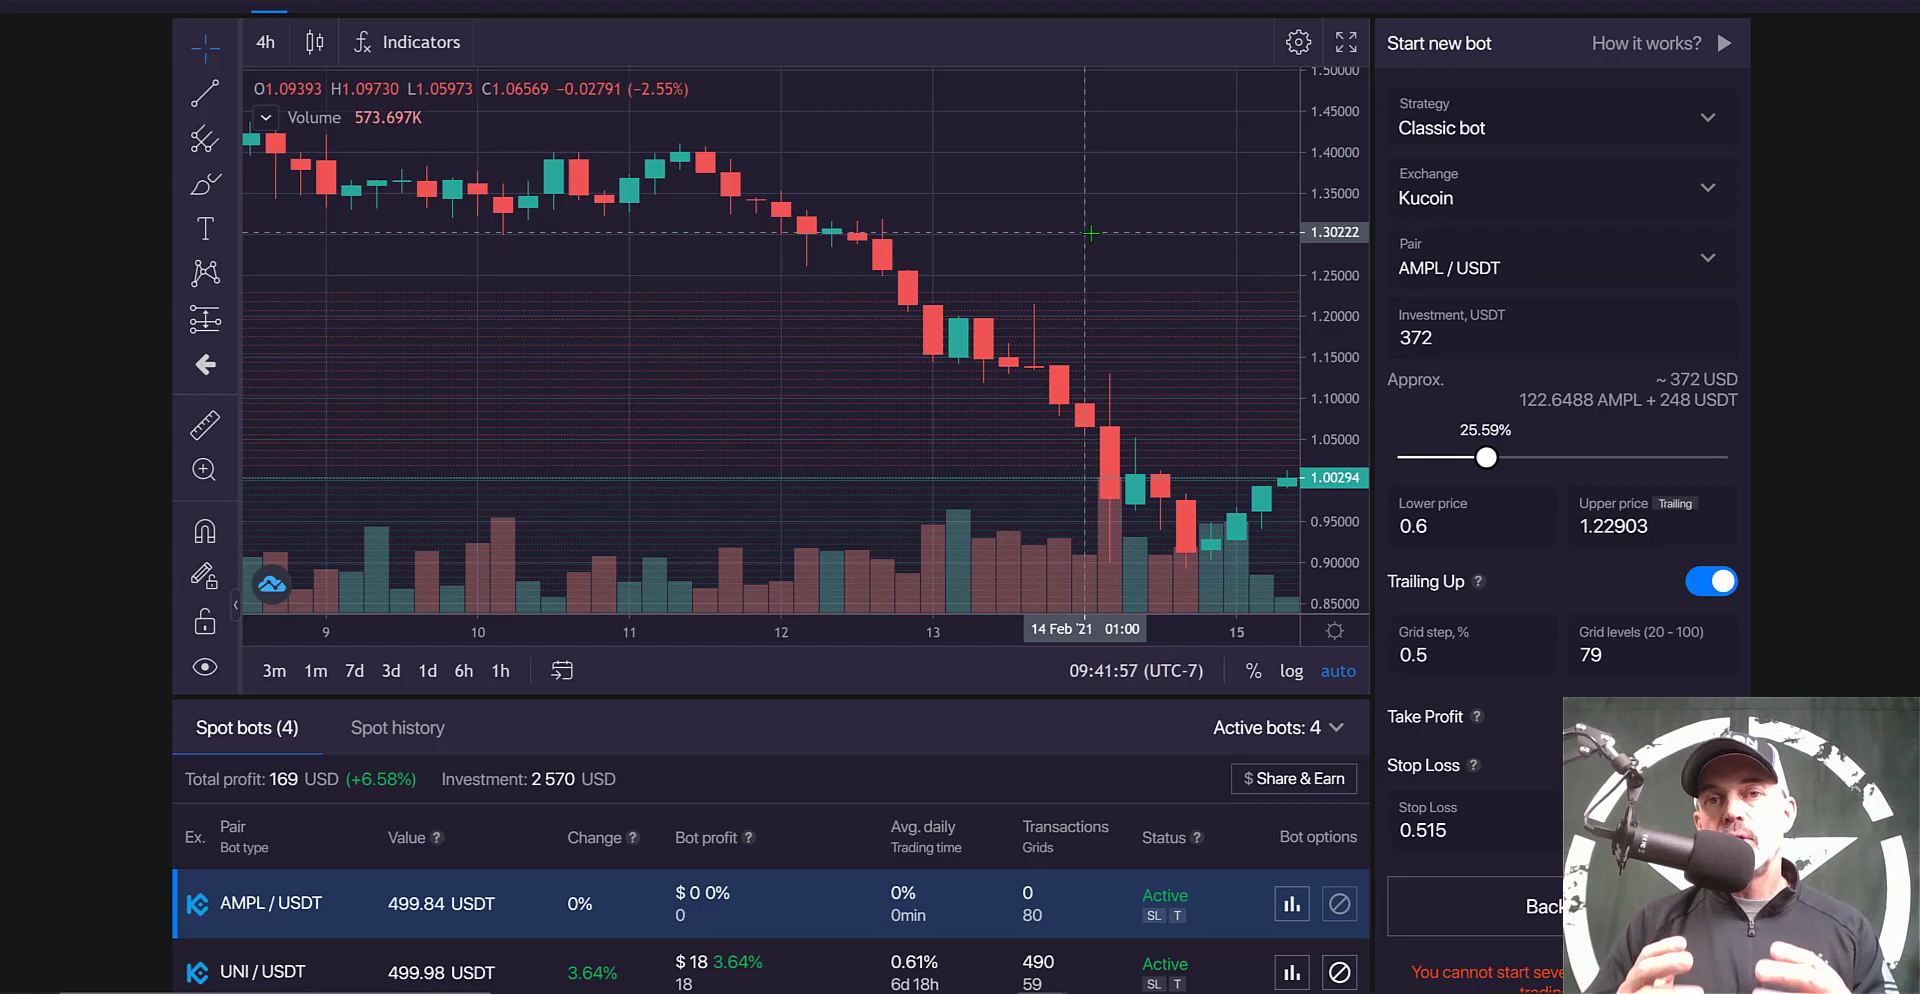 4h
Indicators
O1.09393 H1.09730 L1.05973 C1.06569 −0.02791 (−2.55%)
Volume 573.697K
1.50000
1.45000
1.40000
1.35000
1.30222
1.25000
1.20000
1.15000
1.10000
1.05000
1.00294
0.95000
0.90000
0.85000
9 10 11 12 13 14 Feb '21 01:00 15
3m 1m 7d 3d 1d 6h 1h
09:41:57 (UTC-7) % log auto
Start new bot
How it works?
Strategy
Classic bot
Exchange
Kucoin
Pair
AMPL / USDT
Investment, USDT
372
Approx. ~ 372 USD
122.6488 AMPL + 248 USDT
25.59%
Lower price
0.6
Upper price Trailing
1.22903
Trailing Up ?
Grid step, %
0.5
Grid levels (20 - 100)
79
Take Profit ?
Stop Loss ?
Stop Loss
0.515
You cannot start
Spot bots (4) Spot history Active bots: 4
Total profit: 169 USD (+6.58%) Investment: 2 570 USD $ Share & Earn
Ex. Pair Value ? Change ? Bot profit ? Avg. daily Transactions Status ? Bot options
Bot type Trading time Grids
AMPL / USDT 499.84 USDT 0% $ 0 0% 0% 0 Active
0 0min 80 SL T
UNI / USDT 499.98 USDT 3.64% $ 18 3.64% 0.61% 490 Active
18 6d 18h 59 SL T